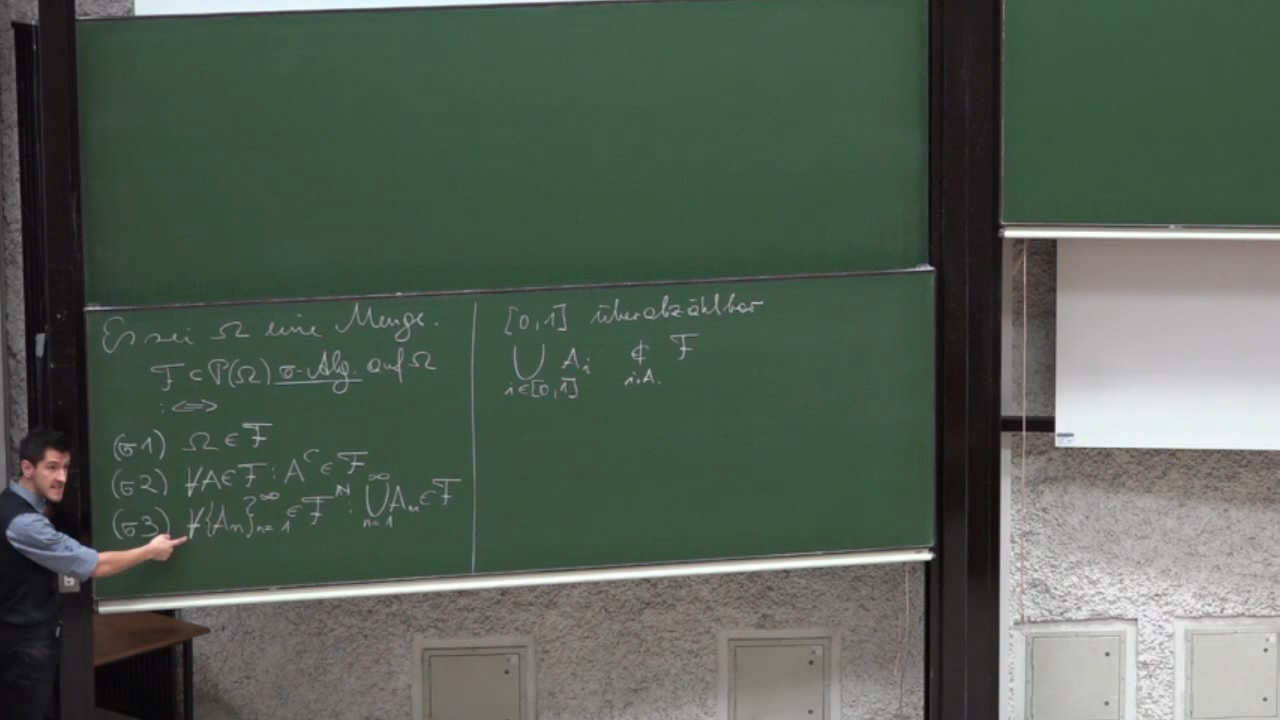 Es sei Ω eine Menge.
F ⊂ P(Ω) σ-Alg. auf Ω
:⟺
(σ1) Ω ∈ F
(σ2) ∀A ∈ F : A^C ∈ F
(σ3) ∀{A_n}_{n=1}^∞ ∈ F^ℕ : ⋃_{n=1}^∞ A_n ∈ F
[0,1] überabzählbar
⋃_{i∈[0,1]} A_i ∉ F
i.A.